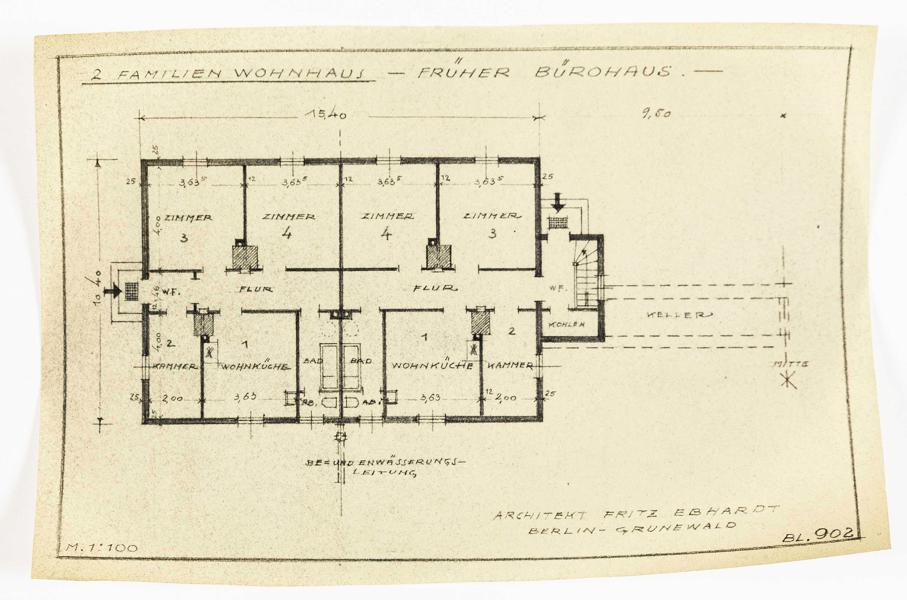 2 FAMILIEN WOHNHAUS — FRÜHER BÜROHAUS. —
15,40 9,80
25
25 3,63⁵ 12 3,63⁵ 12 3,63⁵ 12 3,63⁵ 25
ZIMMER ZIMMER ZIMMER ZIMMER
3 4 4 3
4,00
10,40
W.F. FLUR FLUR W.F.
KOHLEN KELLER
2 1 1 2
4,00
KAMMER WOHNKÜCHE BAD BAD WOHNKÜCHE KAMMER
MITTE
25 2,00 3,63 AB. AB. 3,63 12 2,00 25
25
BE= UND ENWÄSSERUNGS-
LEITUNG
ARCHITEKT FRITZ EBHARDT
BERLIN- GRUNEWALD
M. 1:100 BL. 902